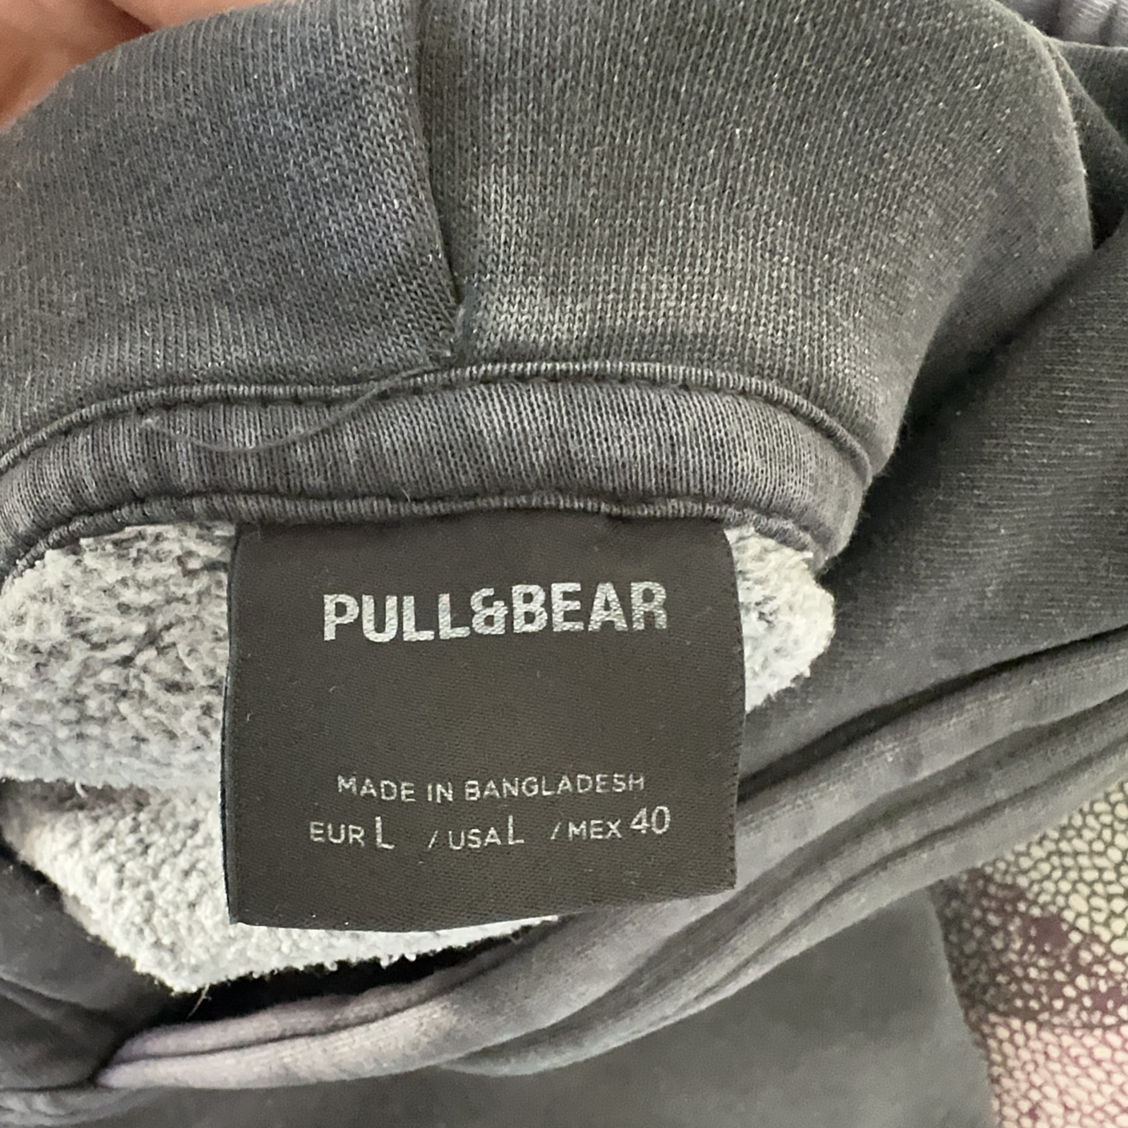 PULL&BEAR
MADE IN BANGLADESH
EUR L / USA L / MEX 40